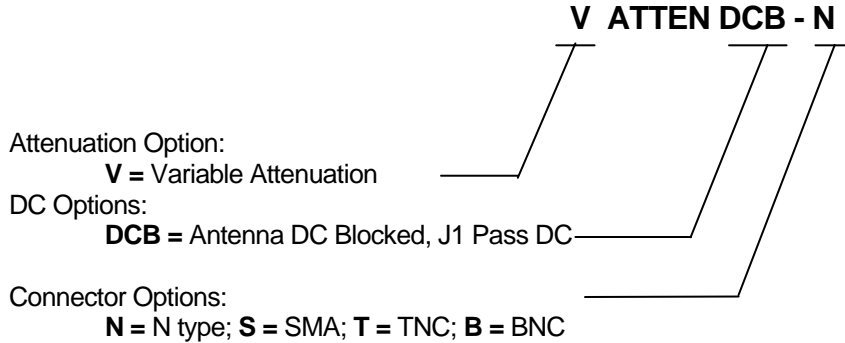 V ATTEN DCB - N
Attenuation Option:
V = Variable Attenuation
DC Options:
DCB = Antenna DC Blocked, J1 Pass DC
Connector Options:
N = N type; S = SMA; T = TNC; B = BNC